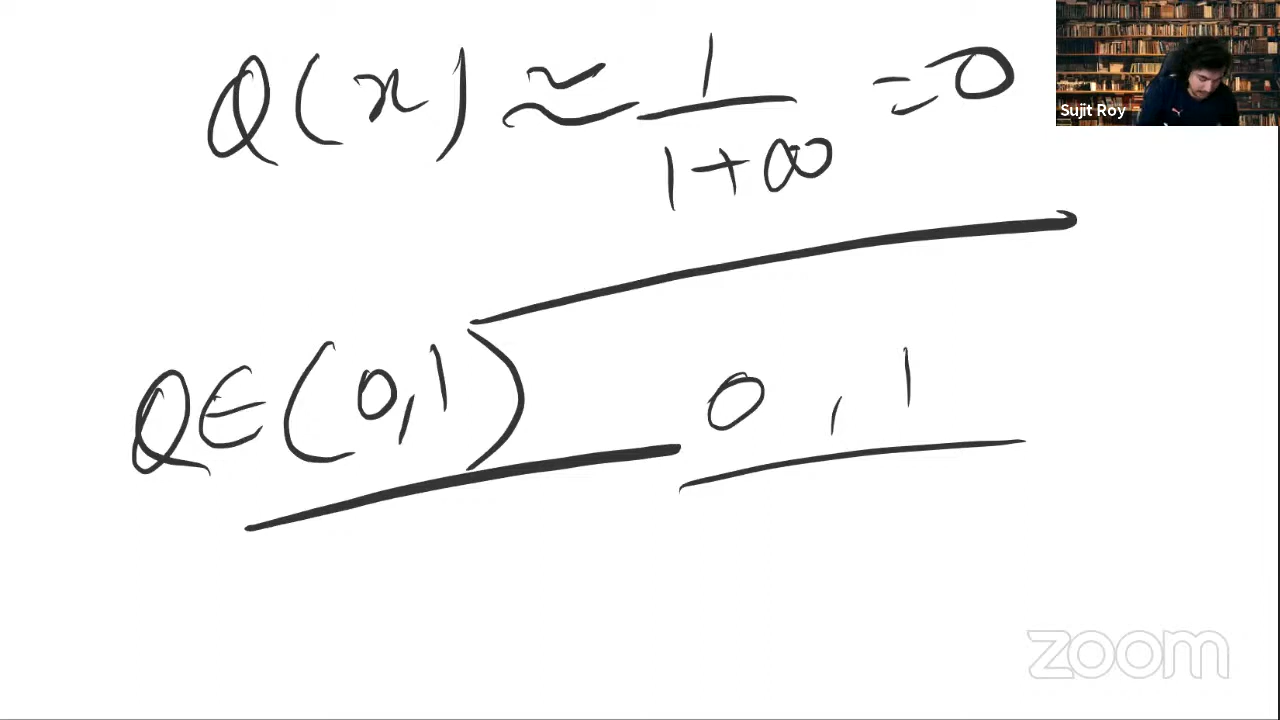 Q(x) ≈ 1/(1+∞) = 0
Sujit Roy
Q∈(0,1) 0, 1
zoom